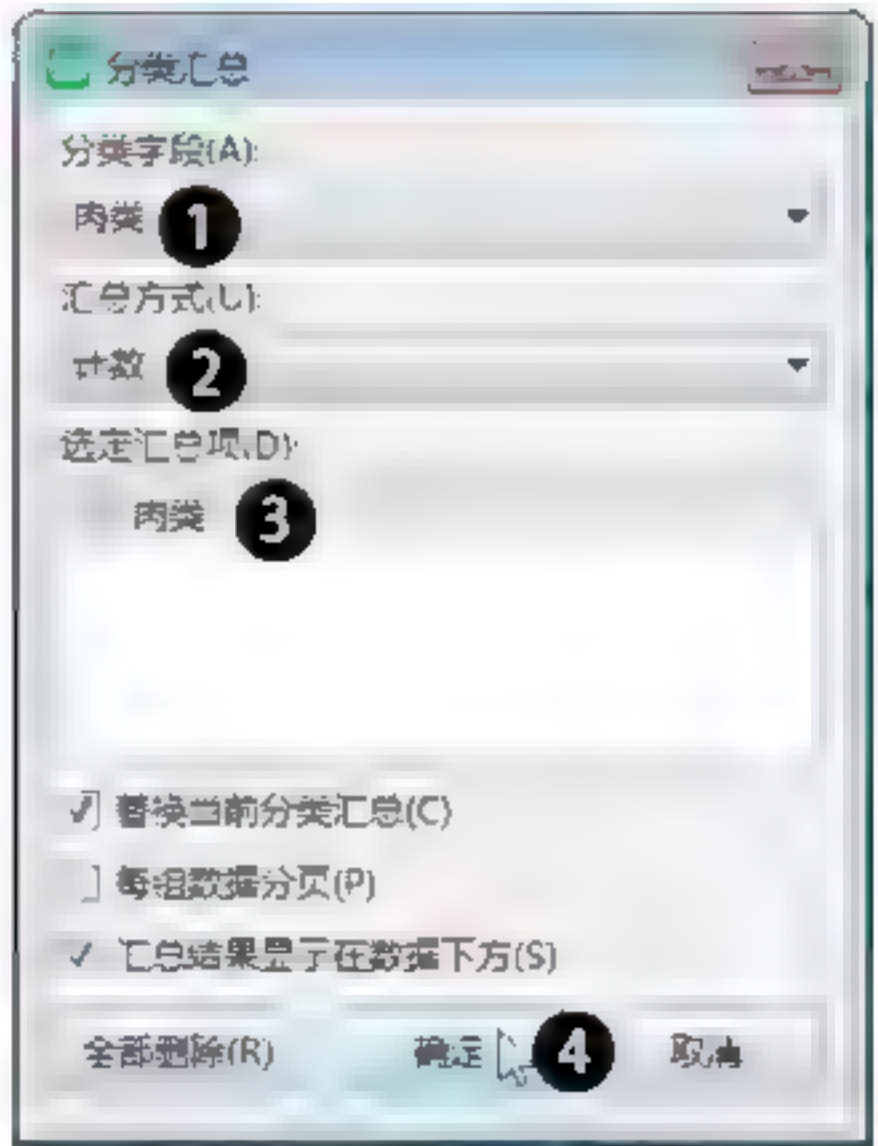 分类汇总
分类字段(A):
肉类 1
汇总方式(U):
计数 2
选定汇总项(D):
肉类 3
替换当前分类汇总(C)
每组数据分页(P)
汇总结果显示在数据下方(S)
全部删除(R) 确定 4 取消